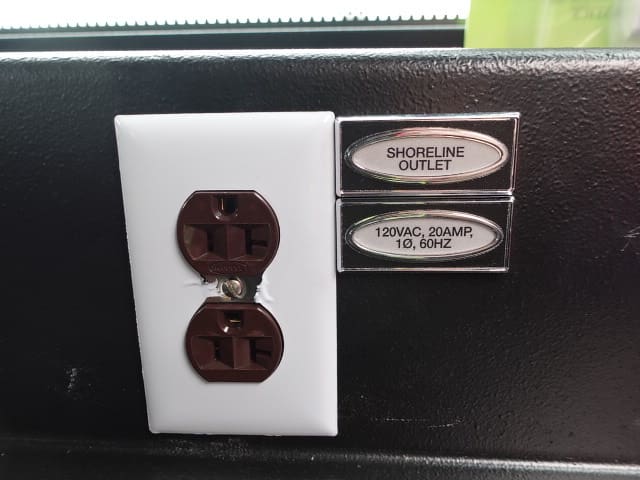 SHORELINE
OUTLET
120VAC, 20AMP,
1Ø, 60HZ